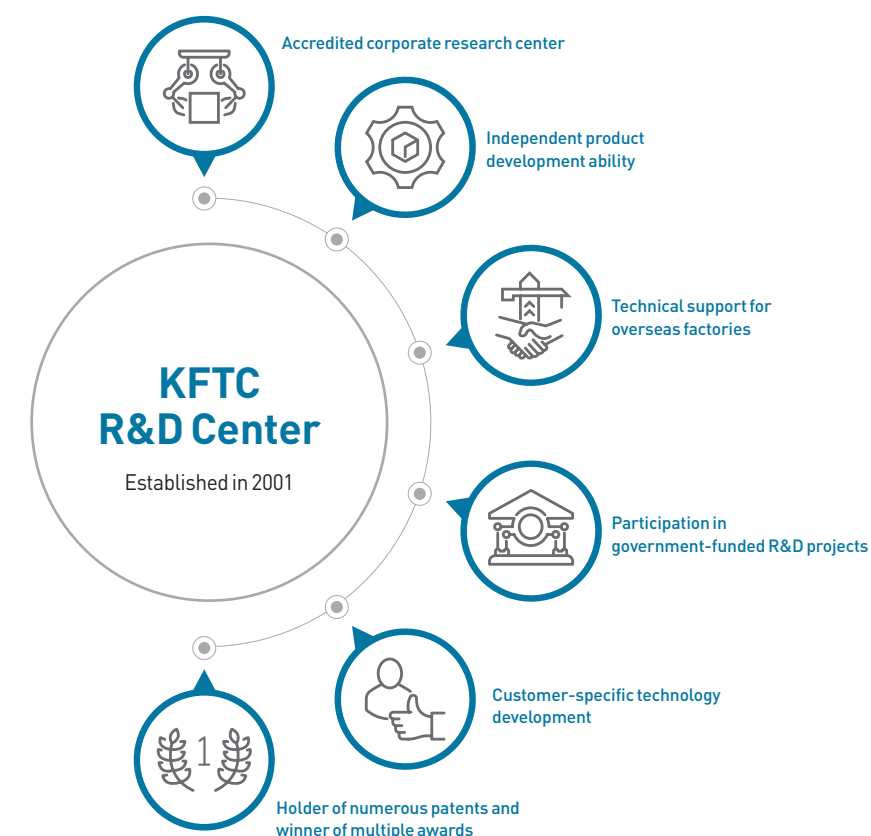 Accredited corporate research center
Independent product
development ability
Technical support for
overseas factories
KFTC
R&D Center
Established in 2001
Participation in
government-funded R&D projects
Customer-specific technology
development
1
Holder of numerous patents and
winner of multiple awards